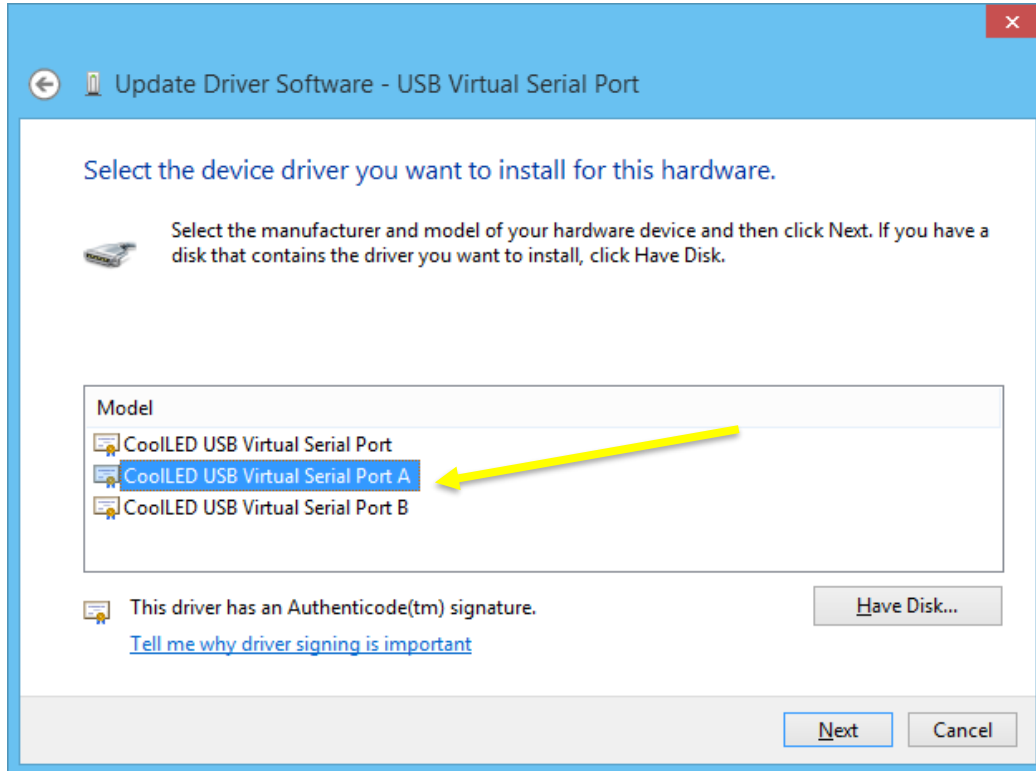 Update Driver Software - USB Virtual Serial Port
Select the device driver you want to install for this hardware.
Select the manufacturer and model of your hardware device and then click Next. If you have a
disk that contains the driver you want to install, click Have Disk.
Model
CoolLED USB Virtual Serial Port
CoolLED USB Virtual Serial Port A
CoolLED USB Virtual Serial Port B
This driver has an Authenticode(tm) signature.
Have Disk...
Tell me why driver signing is important
Next
Cancel